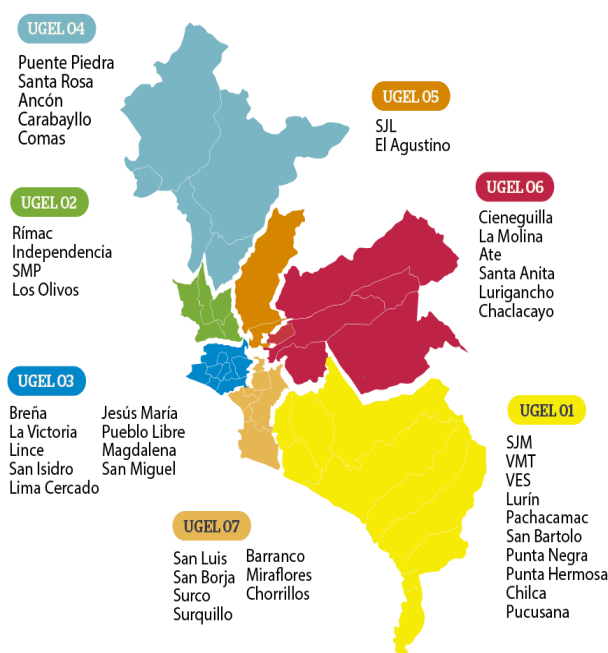 UGEL 04
Puente Piedra
Santa Rosa
Ancón
Carabayllo
Comas
UGEL 05
SJL
El Agustino
UGEL 06
Cieneguilla
La Molina
Ate
Santa Anita
Lurigancho
Chaclacayo
UGEL 02
Rímac
Independencia
SMP
Los Olivos
UGEL 03
Breña
La Victoria
Lince
San Isidro
Lima Cercado
Jesús María
Pueblo Libre
Magdalena
San Miguel
UGEL 01
SJM
VMT
VES
Lurín
Pachacamac
San Bartolo
Punta Negra
Punta Hermosa
Chilca
Pucusana
UGEL 07
San Luis
San Borja
Surco
Surquillo
Barranco
Miraflores
Chorrillos